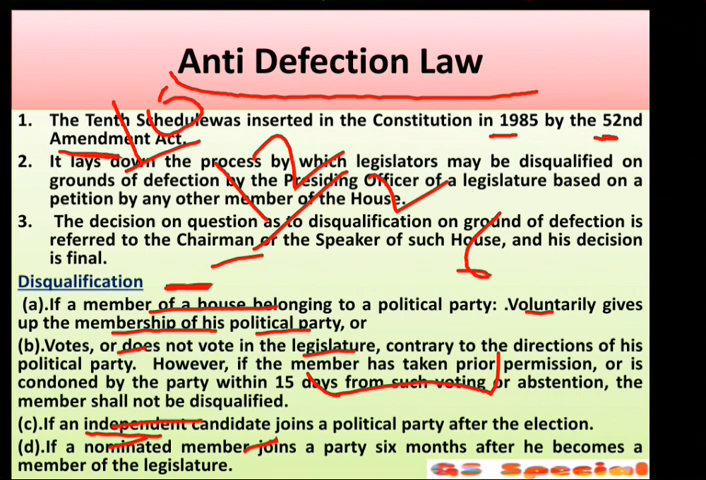 Anti Defection Law
1. The Tenth Schedulewas inserted in the Constitution in 1985 by the 52nd
Amendment Act.
2. It lays down the process by which legislators may be disqualified on
grounds of defection by the Presiding Officer of a legislature based on a
petition by any other member of the House.
3. The decision on question as to disqualification on ground of defection is
referred to the Chairman or the Speaker of such House, and his decision
is final.
Disqualification
(a).If a member of a house belonging to a political party: .Voluntarily gives
up the membership of his political party, or
(b).Votes, or does not vote in the legislature, contrary to the directions of his
political party. However, if the member has taken prior permission, or is
condoned by the party within 15 days from such voting or abstention, the
member shall not be disqualified.
(c).If an independent candidate joins a political party after the election.
(d).If a nominated member joins a party six months after he becomes a
member of the legislature.
GS Special